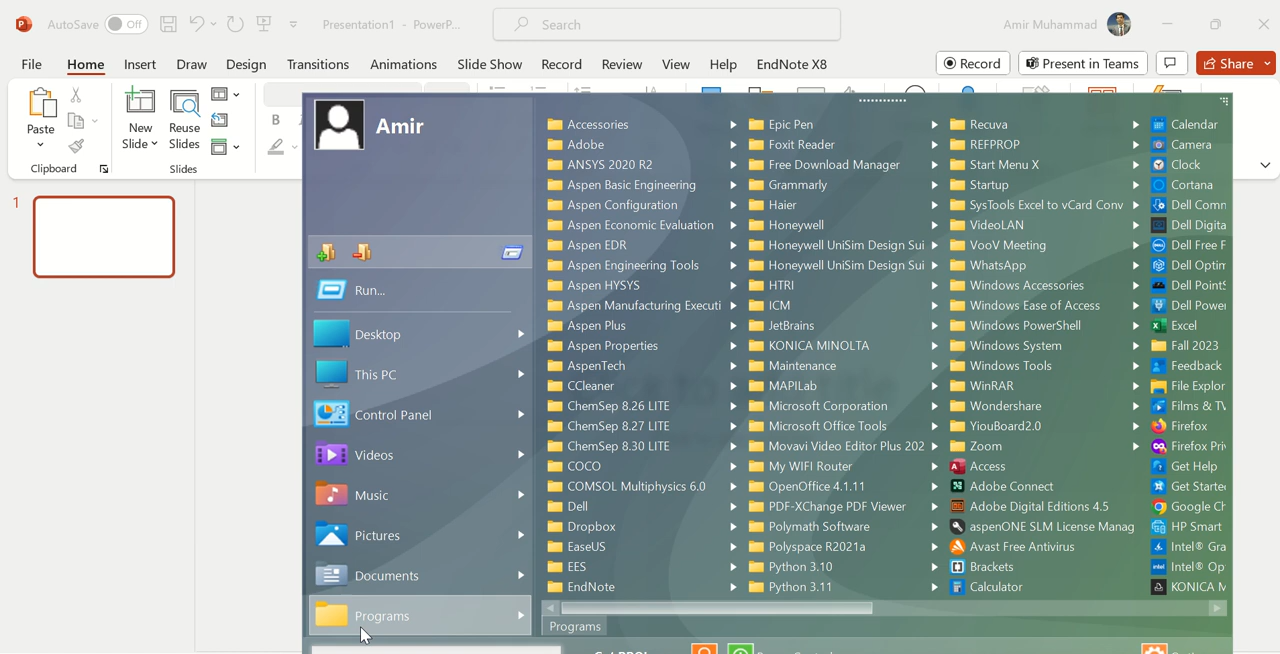 AutoSave Off Presentation1 - PowerP... Search Amir Muhammad
File Home Insert Draw Design Transitions Animations Slide Show Record Review View Help EndNote X8 Record Present in Teams Share
Paste
Clipboard
New Slide
Reuse Slides
Slides
B
1
Amir
Run...
Desktop
This PC
Control Panel
Videos
Music
Pictures
Documents
Programs
Accessories
Adobe
ANSYS 2020 R2
Aspen Basic Engineering
Aspen Configuration
Aspen Economic Evaluation
Aspen EDR
Aspen Engineering Tools
Aspen HYSYS
Aspen Manufacturing Executi
Aspen Plus
Aspen Properties
AspenTech
CCleaner
ChemSep 8.26 LITE
ChemSep 8.27 LITE
ChemSep 8.30 LITE
COCO
COMSOL Multiphysics 6.0
Dell
Dropbox
EaseUS
EES
EndNote
Epic Pen
Foxit Reader
Free Download Manager
Grammarly
Haier
Honeywell
Honeywell UniSim Design Sui
Honeywell UniSim Design Sui
HTRI
ICM
JetBrains
KONICA MINOLTA
Maintenance
MAPILab
Microsoft Corporation
Microsoft Office Tools
Movavi Video Editor Plus 202
My WIFI Router
OpenOffice 4.1.11
PDF-XChange PDF Viewer
Polymath Software
Polyspace R2021a
Python 3.10
Python 3.11
Recuva
REFPROP
Start Menu X
Startup
SysTools Excel to vCard Conv
VideoLAN
VooV Meeting
WhatsApp
Windows Accessories
Windows Ease of Access
Windows PowerShell
Windows System
Windows Tools
WinRAR
Wondershare
YiouBoard2.0
Zoom
Access
Adobe Connect
Adobe Digital Editions 4.5
aspenONE SLM License Manag
Avast Free Antivirus
Brackets
Calculator
Calendar
Camera
Clock
Cortana
Dell Comm
Dell Digita
Dell Free F
Dell Optim
Dell Points
Dell Power
Excel
Fall 2023
Feedback
File Explor
Films & TV
Firefox
Firefox Priv
Get Help
Get Starte
Google Ch
HP Smart
Intel® Gra
Intel® Op
KONICA M
Programs